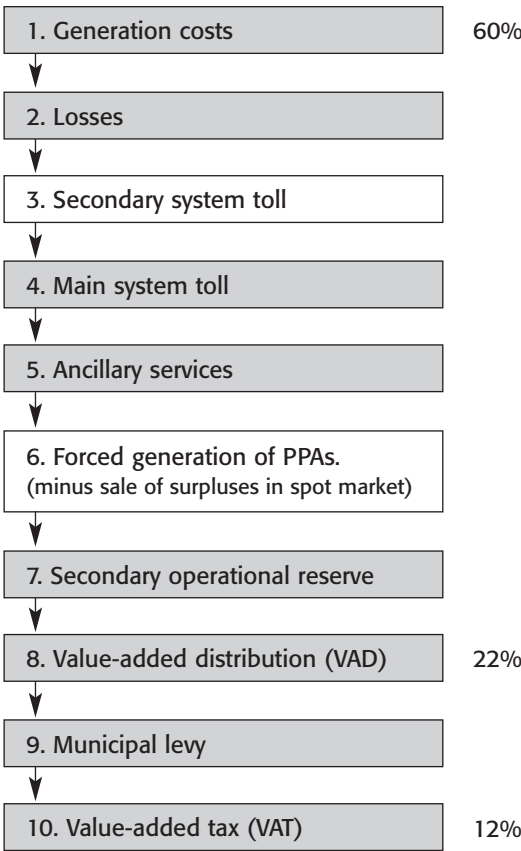 1. Generation costs 60%
2. Losses
3. Secondary system toll
4. Main system toll
5. Ancillary services
6. Forced generation of PPAs.
(minus sale of surpluses in spot market)
7. Secondary operational reserve
8. Value-added distribution (VAD) 22%
9. Municipal levy
10. Value-added tax (VAT) 12%